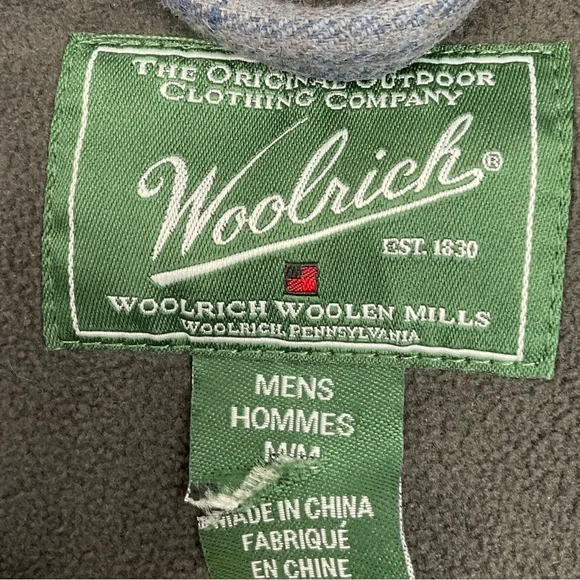 THE ORIGINAL OUTDOOR
CLOTHING COMPANY
Woolrich®
EST. 1830
WOOLRICH WOOLEN MILLS
WOOLRICH, PENNSYLVANIA
MENS
HOMMES
M/M
MADE IN CHINA
FABRIQUÉ
EN CHINE